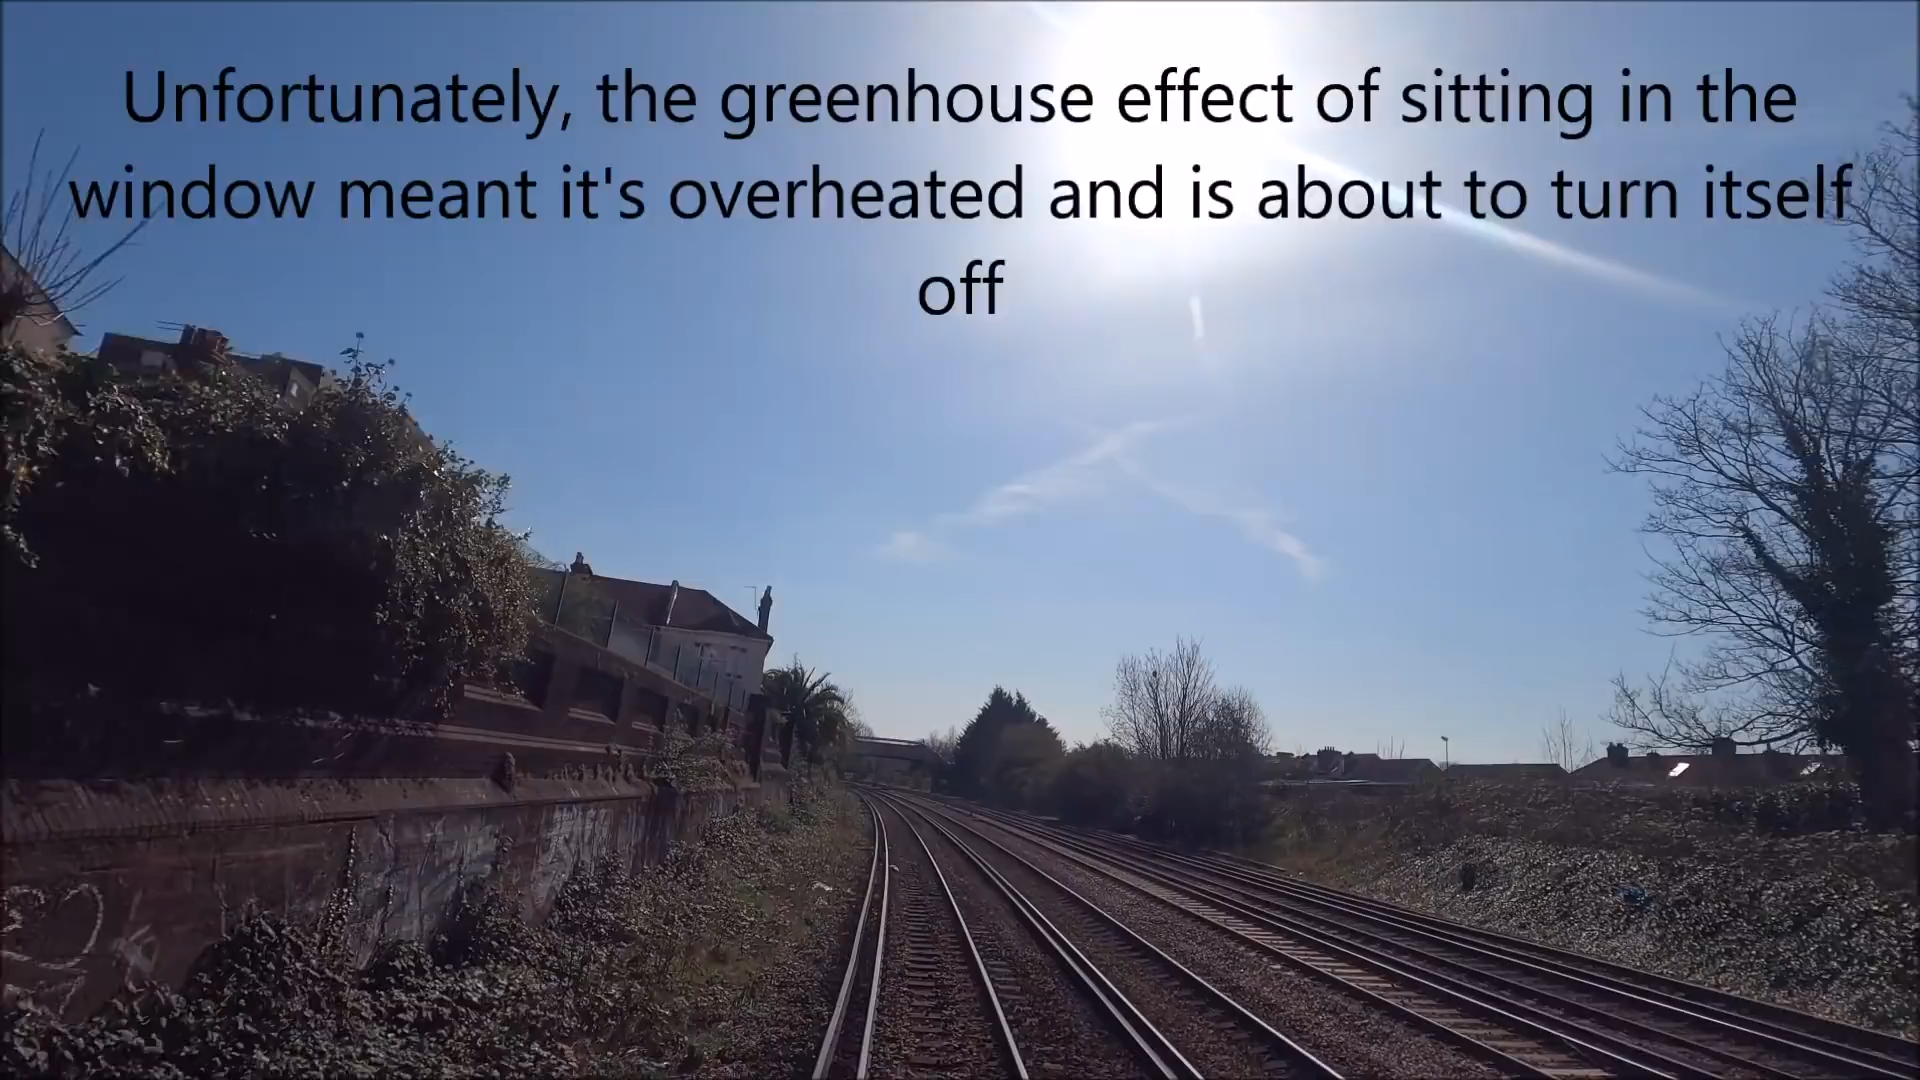 Unfortunately, the greenhouse effect of sitting in the
window meant it's overheated and is about to turn itself
off